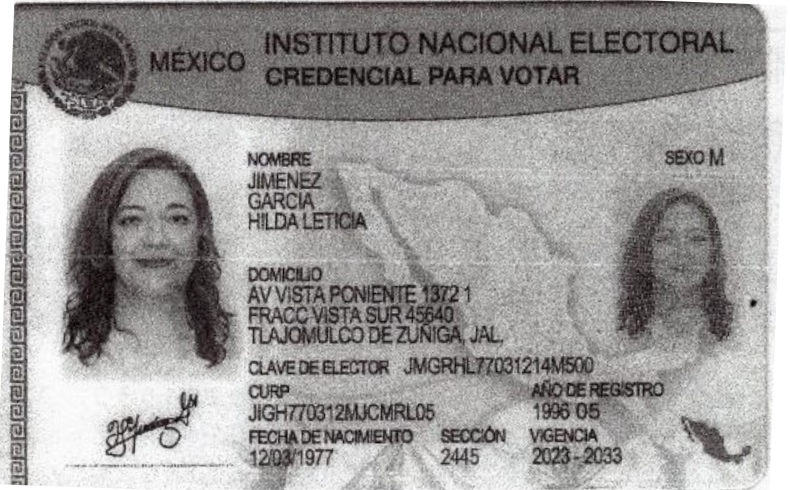 MÉXICO
INSTITUTO NACIONAL ELECTORAL
CREDENCIAL PARA VOTAR
NOMBRE
SEXO M
JIMENEZ
GARCIA
HILDA LETICIA
DOMICILIO
AV VISTA PONIENTE 1372 1
FRACC VISTA SUR 45640
TLAJOMULCO DE ZUÑIGA, JAL.
CLAVE DE ELECTOR JMGRHL77031214M500
CURP
AÑO DE REGISTRO
JIGH770312MJCMRL05
1996 05
FECHA DE NACIMIENTO SECCIÓN VIGENCIA
12/03/1977 2445 2023 - 2033